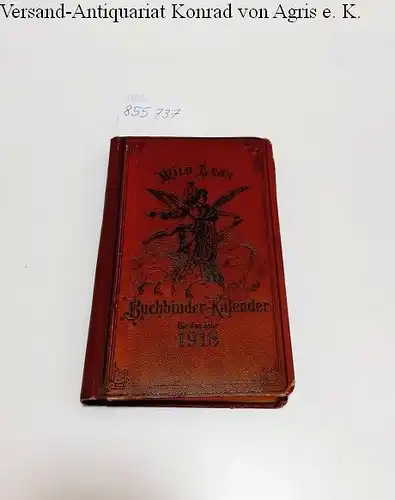 Versand-Antiquariat Konrad von Agris e. K.
855 737
Wilh. Leo's
Buchbinder-Kalender
für das Jahr
1918